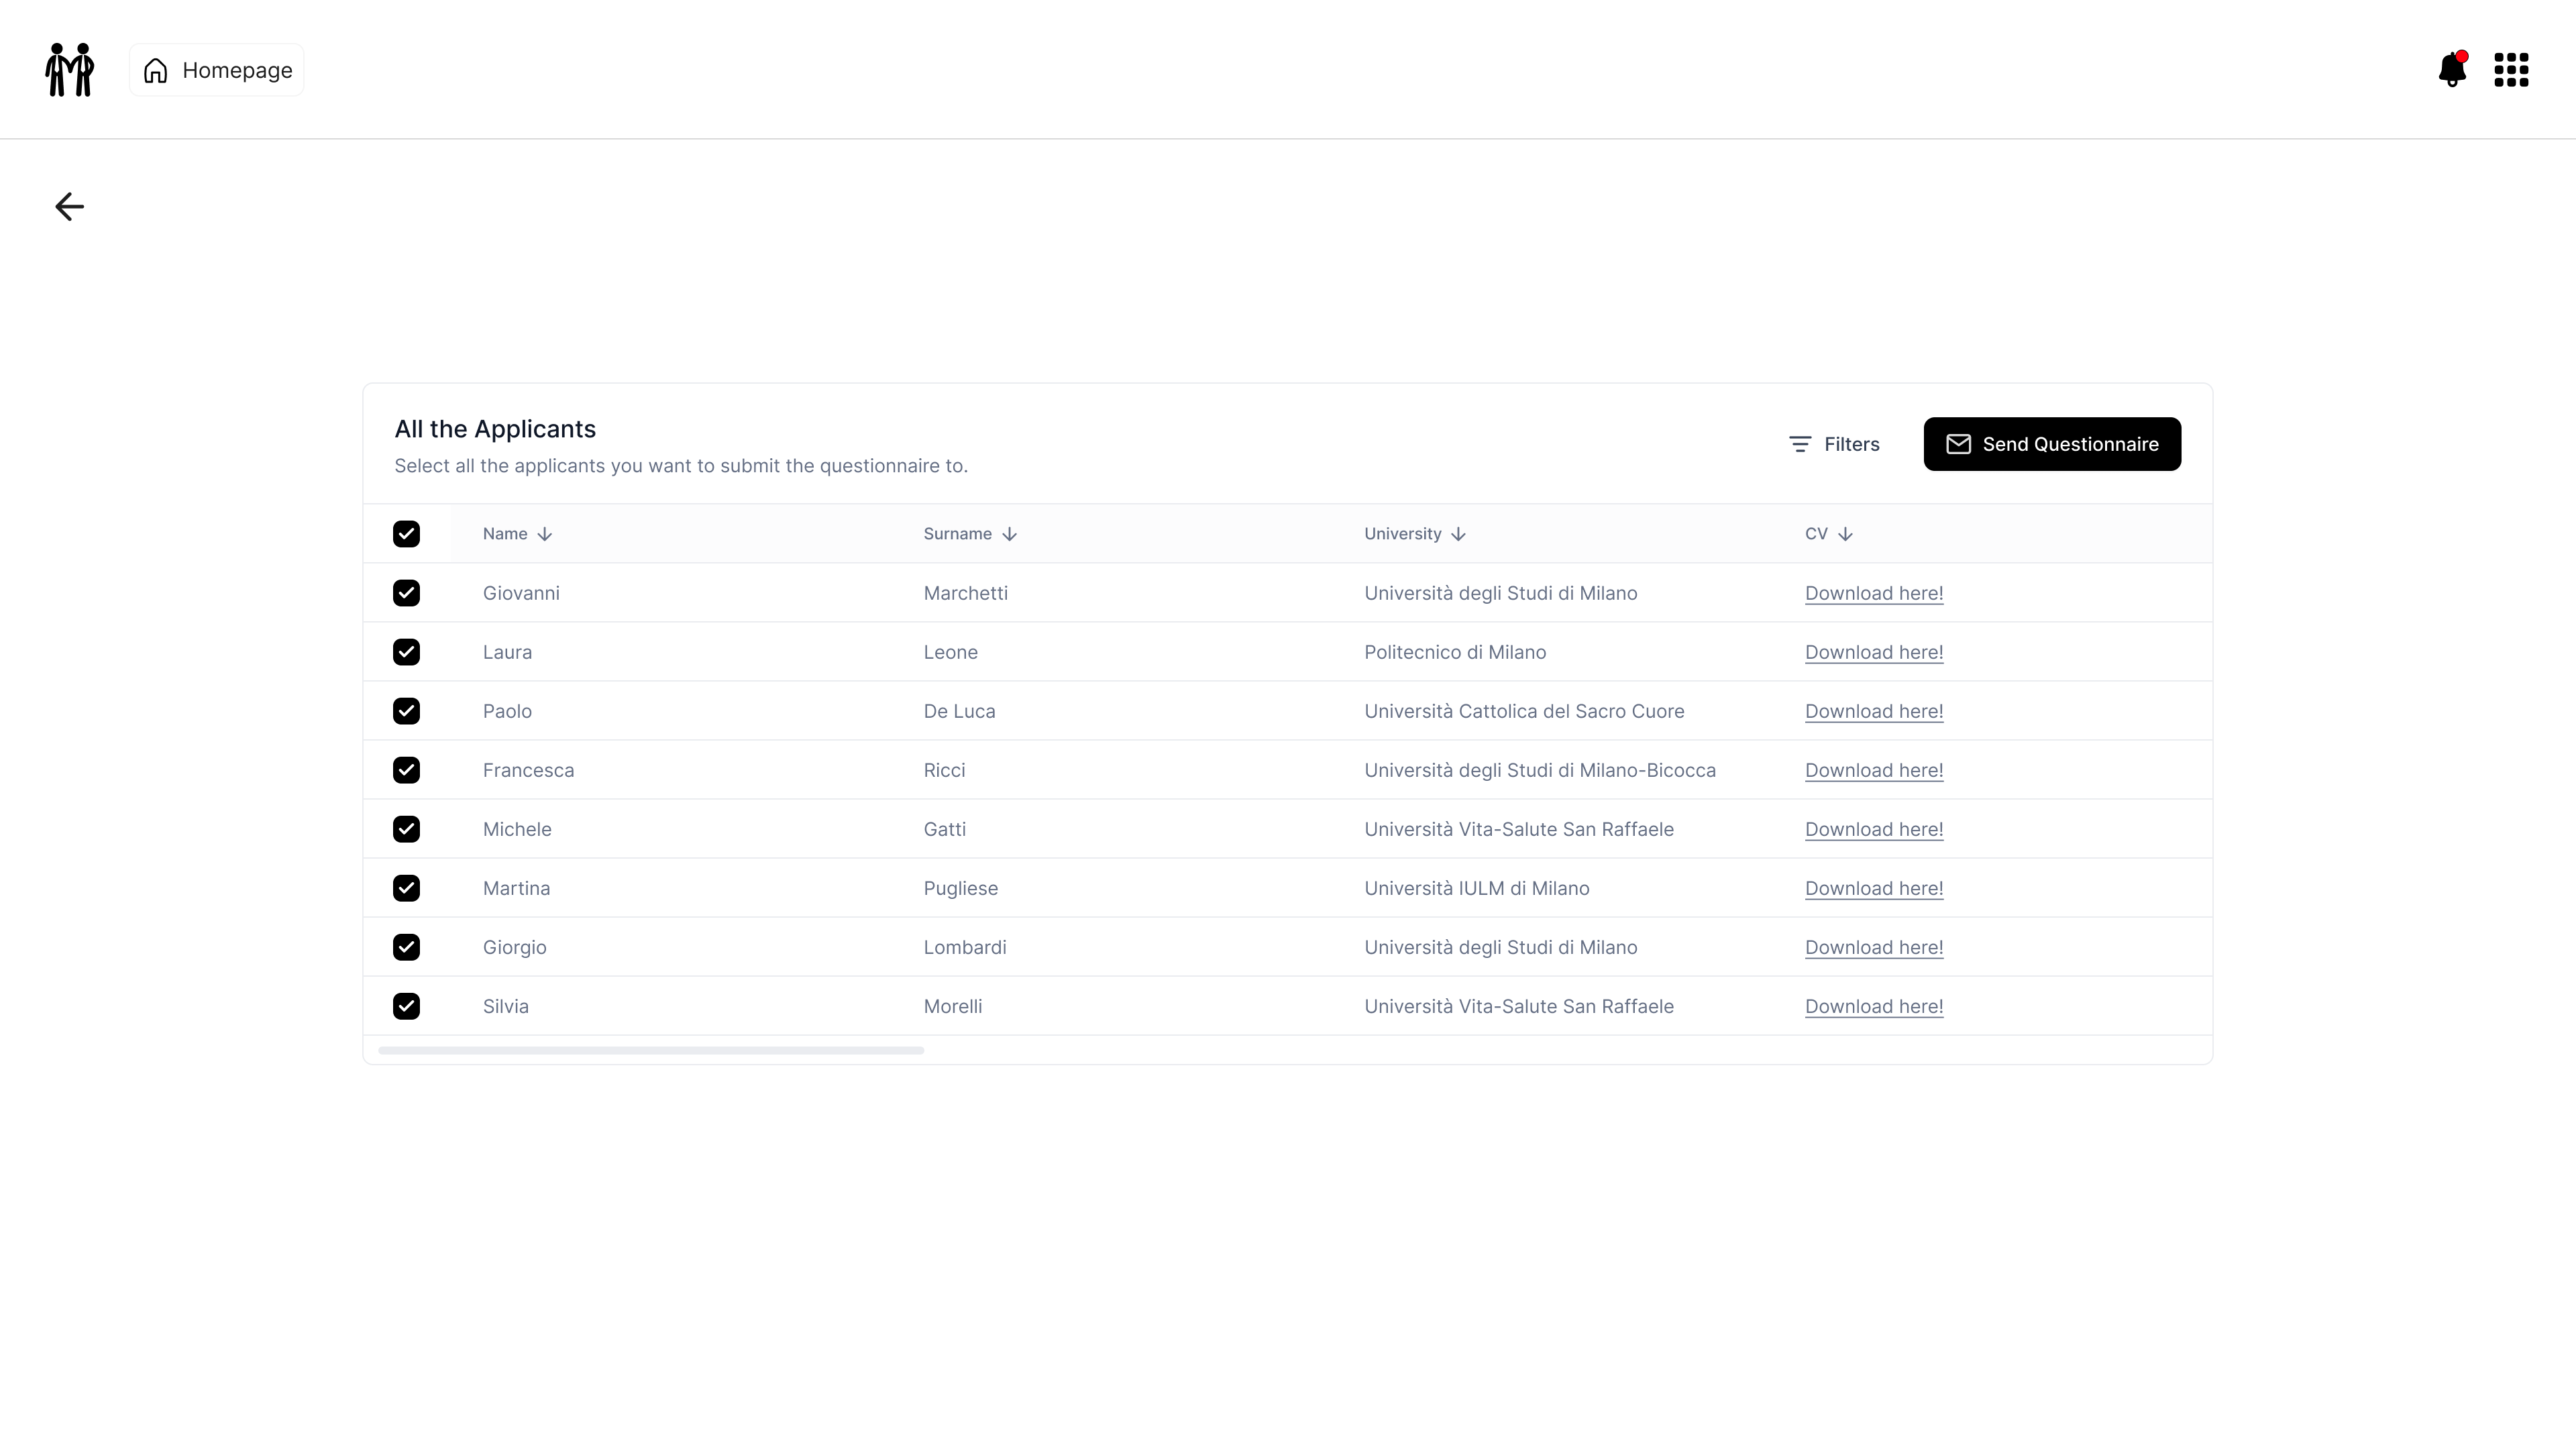 Homepage
All the Applicants
Select all the applicants you want to submit the questionnaire to.
Filters
Send Questionnaire
Name Surname University CV
Giovanni Marchetti Università degli Studi di Milano Download here!
Laura Leone Politecnico di Milano Download here!
Paolo De Luca Università Cattolica del Sacro Cuore Download here!
Francesca Ricci Università degli Studi di Milano-Bicocca Download here!
Michele Gatti Università Vita-Salute San Raffaele Download here!
Martina Pugliese Università IULM di Milano Download here!
Giorgio Lombardi Università degli Studi di Milano Download here!
Silvia Morelli Università Vita-Salute San Raffaele Download here!